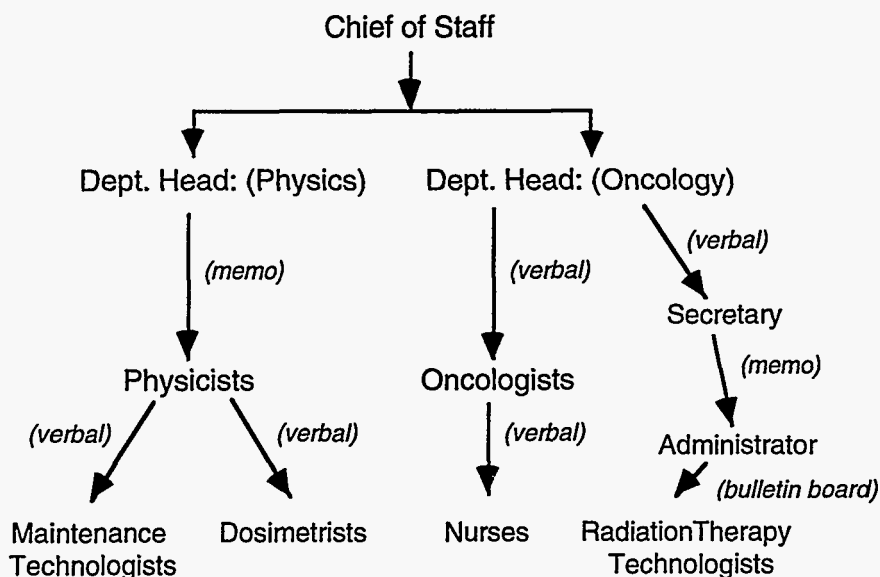 Chief of Staff
Dept. Head: (Physics)
Dept. Head: (Oncology)
(memo)
(verbal)
(verbal)
Secretary
(memo)
Physicists
Oncologists
(verbal)
(verbal)
(verbal)
Administrator
(bulletin board)
Maintenance
Technologists
Dosimetrists
Nurses
RadiationTherapy
Technologists